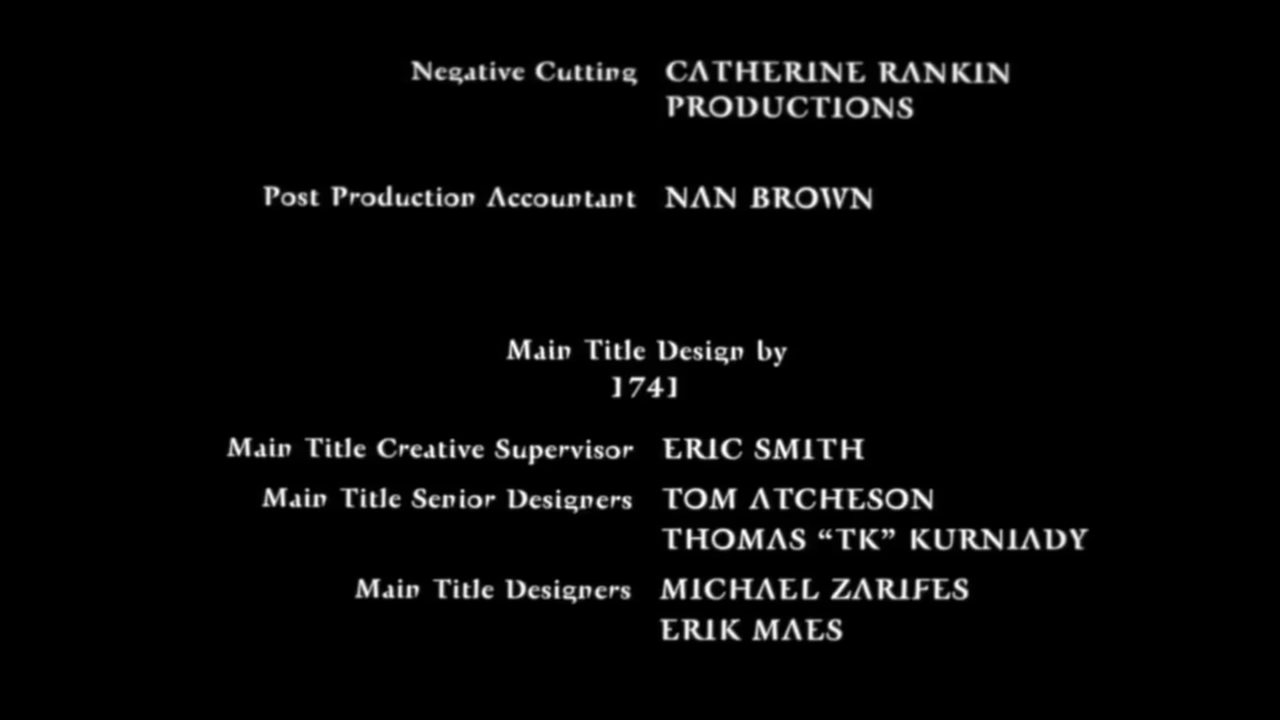 Negative Cutting CATHERINE RANKIN
PRODUCTIONS
Post Production Accountant NAN BROWN
Main Title Design by
1741
Main Title Creative Supervisor ERIC SMITH
Main Title Senior Designers TOM ATCHESON
THOMAS “TK” KURNIADY
Main Title Designers MICHAEL ZARIFES
ERIK MAES